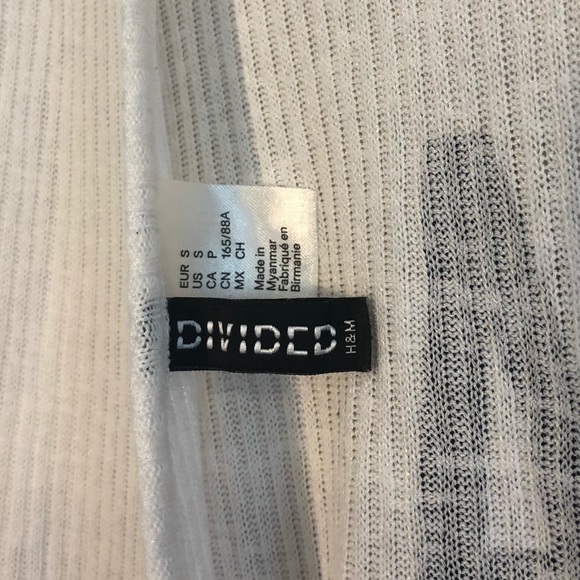 EUR S
US S
CA P
CN 165/88A
MX CH
Made in
Myanmar
Fabriqué en
Birmanie
DIVIDED
H&M